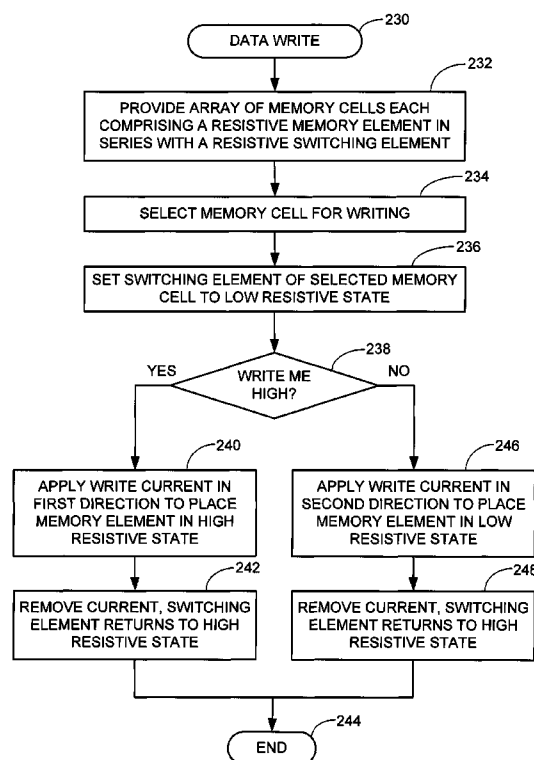 DATA WRITE
230
232
PROVIDE ARRAY OF MEMORY CELLS EACH
COMPRISING A RESISTIVE MEMORY ELEMENT IN
SERIES WITH A RESISTIVE SWITCHING ELEMENT
234
SELECT MEMORY CELL FOR WRITING
236
SET SWITCHING ELEMENT OF SELECTED MEMORY
CELL TO LOW RESISTIVE STATE
238
YES
WRITE ME
HIGH?
NO
240
APPLY WRITE CURRENT IN
FIRST DIRECTION TO PLACE
MEMORY ELEMENT IN HIGH
RESISTIVE STATE
246
APPLY WRITE CURRENT IN
SECOND DIRECTION TO PLACE
MEMORY ELEMENT IN LOW
RESISTIVE STATE
242
REMOVE CURRENT, SWITCHING
ELEMENT RETURNS TO HIGH
RESISTIVE STATE
248
REMOVE CURRENT, SWITCHING
ELEMENT RETURNS TO HIGH
RESISTIVE STATE
244
END